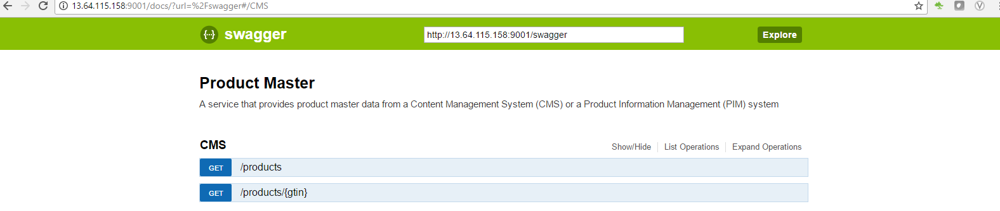 13.64.115.158:9001/docs/?url=%2Fswagger#/CMS
{···} swagger http://13.64.115.158:9001/swagger Explore
Product Master
A service that provides product master data from a Content Management System (CMS) or a Product Information Management (PIM) system
CMS Show/Hide List Operations Expand Operations
GET /products
GET /products/{gtin}